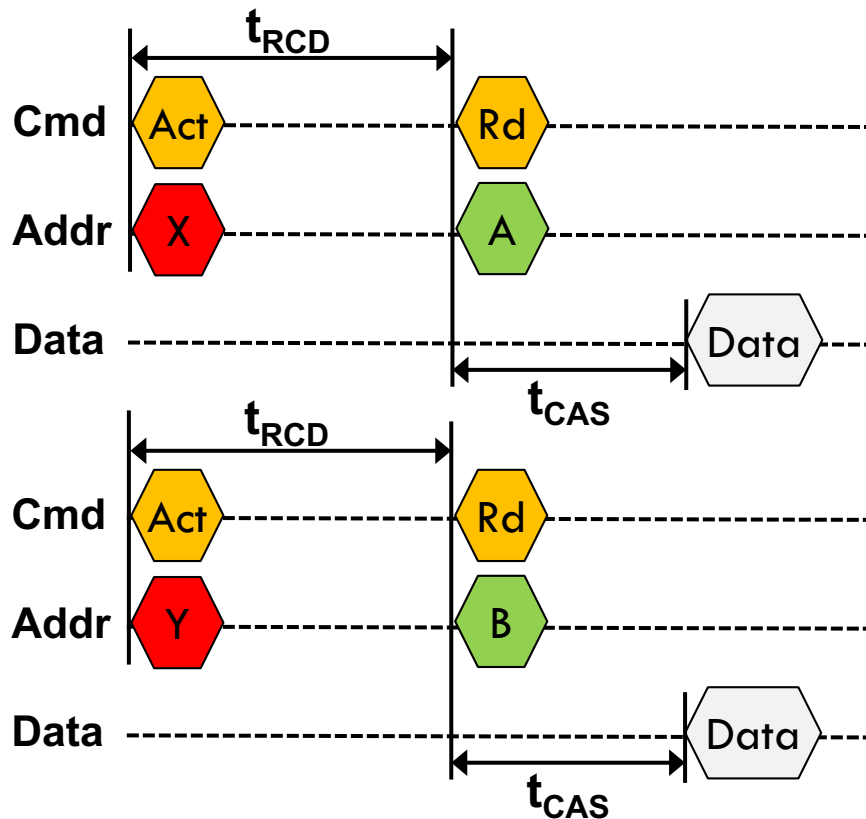 tRCD
Cmd Act Rd
Addr X A
Data Data
tCAS
tRCD
Cmd Act Rd
Addr Y B
Data Data
tCAS